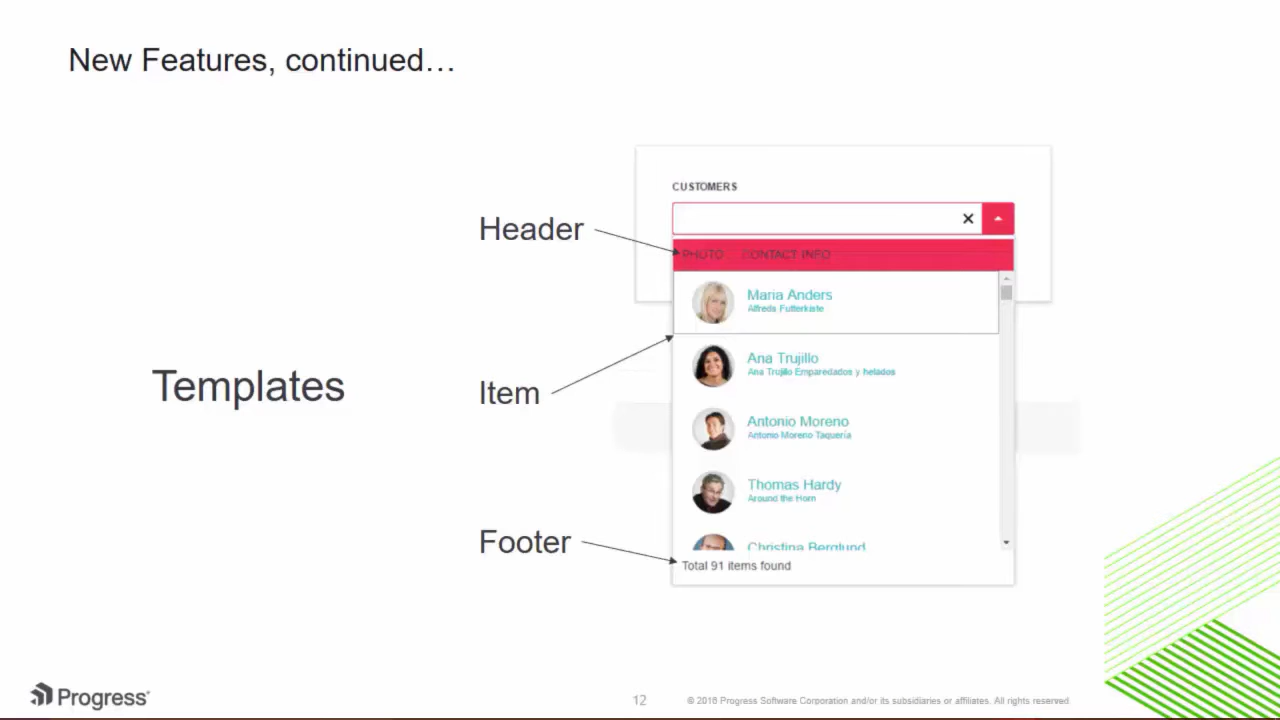 New Features, continued…
CUSTOMERS
Header
PHOTO CONTACT INFO
Maria Anders
Alfreds Futterkiste
Ana Trujillo
Ana Trujillo Emparedados y helados
Templates
Item
Antonio Moreno
Antonio Moreno Taquería
Thomas Hardy
Around the Horn
Footer
Christina Berglund
Total 91 items found
Progress
12
© 2016 Progress Software Corporation and/or its subsidiaries or affiliates. All rights reserved.